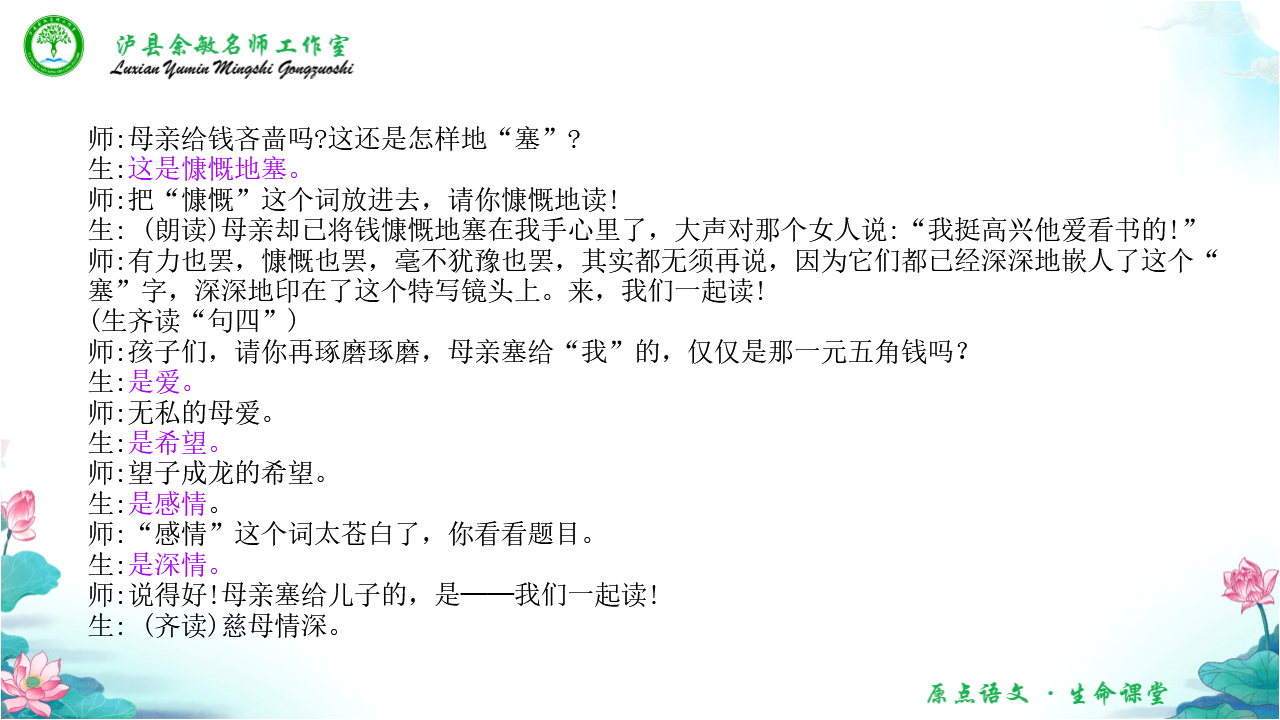 泸县余敏名师工作室
Luxian Yumin Mingshi Gongzuoshi
师:母亲给钱吝啬吗?这还是怎样地“塞”?
生:这是慷慨地塞。
师:把“慷慨”这个词放进去，请你慷慨地读!
生: (朗读)母亲却已将钱慷慨地塞在我手心里了，大声对那个女人说:“我挺高兴他爱看书的!”
师:有力也罢，慷慨也罢，毫不犹豫也罢，其实都无须再说，因为它们都已经深深地嵌人了这个“
塞”字，深深地印在了这个特写镜头上。来，我们一起读!
(生齐读“句四”)
师:孩子们，请你再琢磨琢磨，母亲塞给“我”的，仅仅是那一元五角钱吗？
生:是爱。
师:无私的母爱。
生:是希望。
师:望子成龙的希望。
生:是感情。
师:“感情”这个词太苍白了，你看看题目。
生:是深情。
师:说得好!母亲塞给儿子的，是——我们一起读!
生: (齐读)慈母情深。
原点语文 · 生命课堂